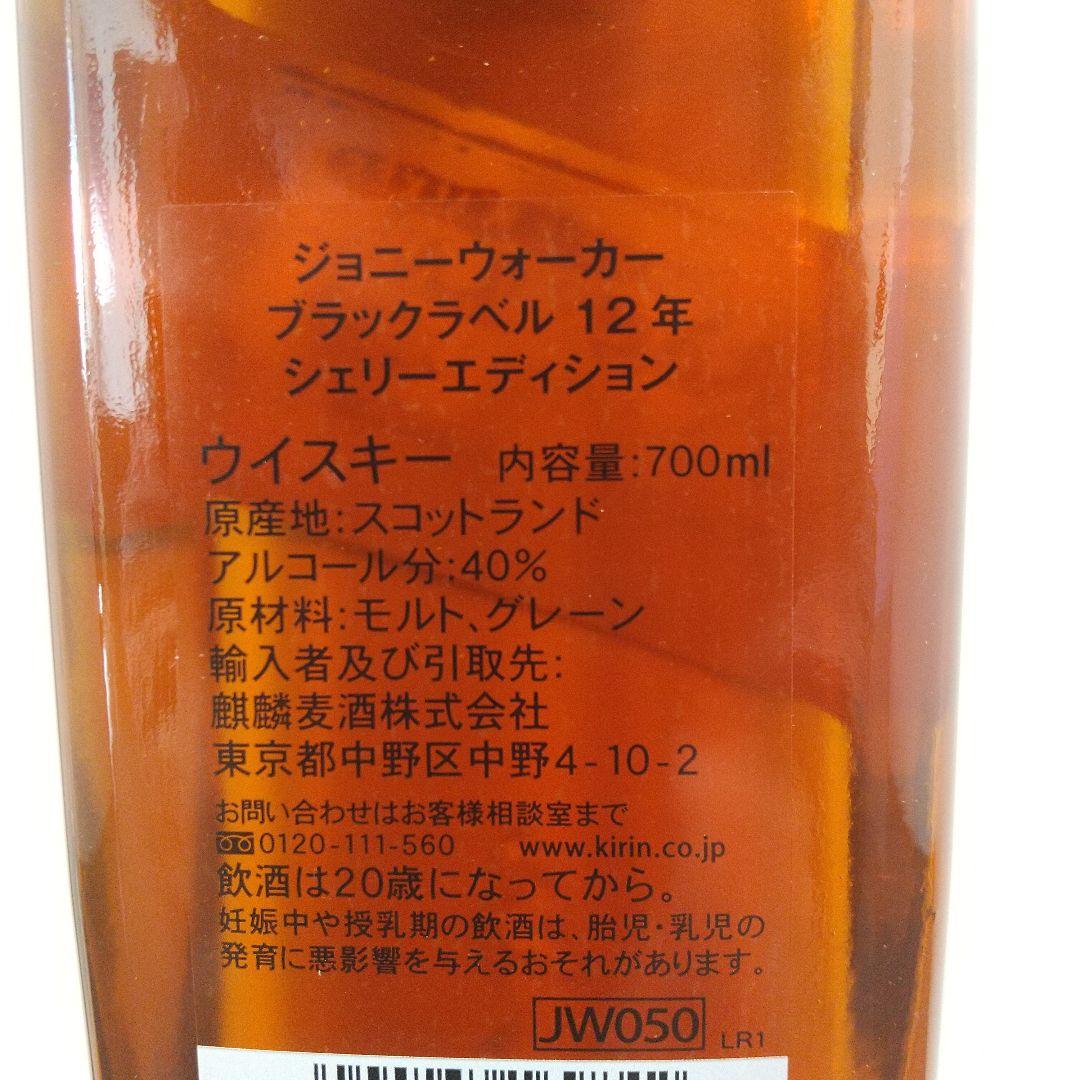 ジョニーウォーカー
ブラックラベル 12年
シェリーエディション
ウイスキー 内容量:700ml
原産地:スコットランド
アルコール分:40%
原材料:モルト、グレーン
輸入者及び引取先:
麒麟麦酒株式会社
東京都中野区中野4-10-2
お問い合わせはお客様相談室まで
0120-111-560 www.kirin.co.jp
飲酒は20歳になってから。
妊娠中や授乳期の飲酒は、胎児・乳児の
発育に悪影響を与えるおそれがあります。
JW050 LR1